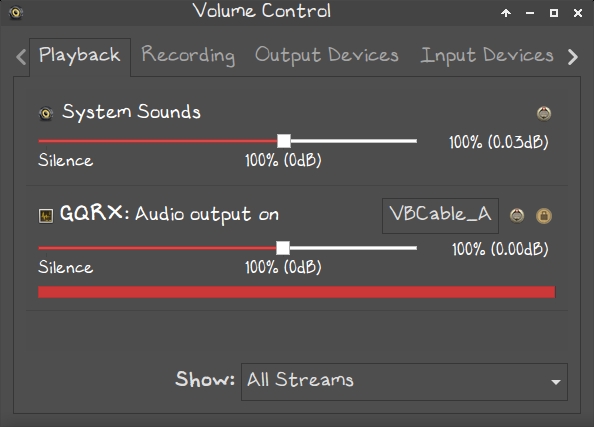 Volume Control
Playback Recording Output Devices Input Devices
System Sounds
100% (0.03dB)
Silence 100% (0dB)
GQRX: Audio output on VBCable_A
100% (0.00dB)
Silence 100% (0dB)
Show: All Streams